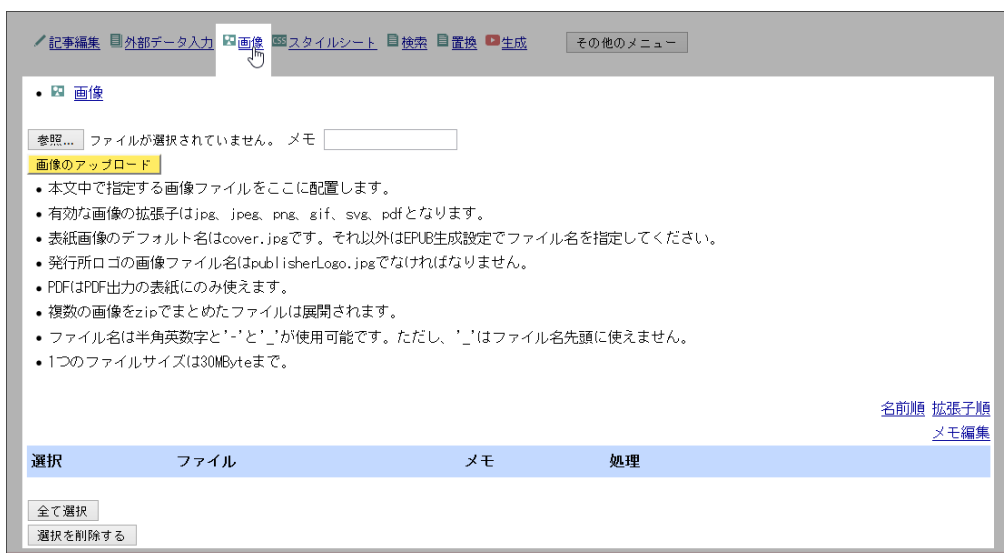 記事編集 外部データ入力 画像 スタイルシート 検索 置換 生成 その他のメニュー
• 画像
参照... ファイルが選択されていません。 メモ
画像のアップロード
• 本文中で指定する画像ファイルをここに配置します。
• 有効な画像の拡張子はjpg、jpeg、png、gif、svg、pdfとなります。
• 表紙画像のデフォルト名はcover.jpgです。それ以外はEPUB生成設定でファイル名を指定してください。
• 発行所ロゴの画像ファイル名はpublisherLogo.jpgでなければなりません。
• PDFはPDF出力の表紙にのみ使えます。
• 複数の画像をzipでまとめたファイルは展開されます。
• ファイル名は半角英数字と'-'と'_'が使用可能です。ただし、'_'はファイル名先頭に使えません。
• 1つのファイルサイズは30MByteまで。
名前順 拡張子順
メモ編集
選択 ファイル メモ 処理
全て選択
選択を削除する